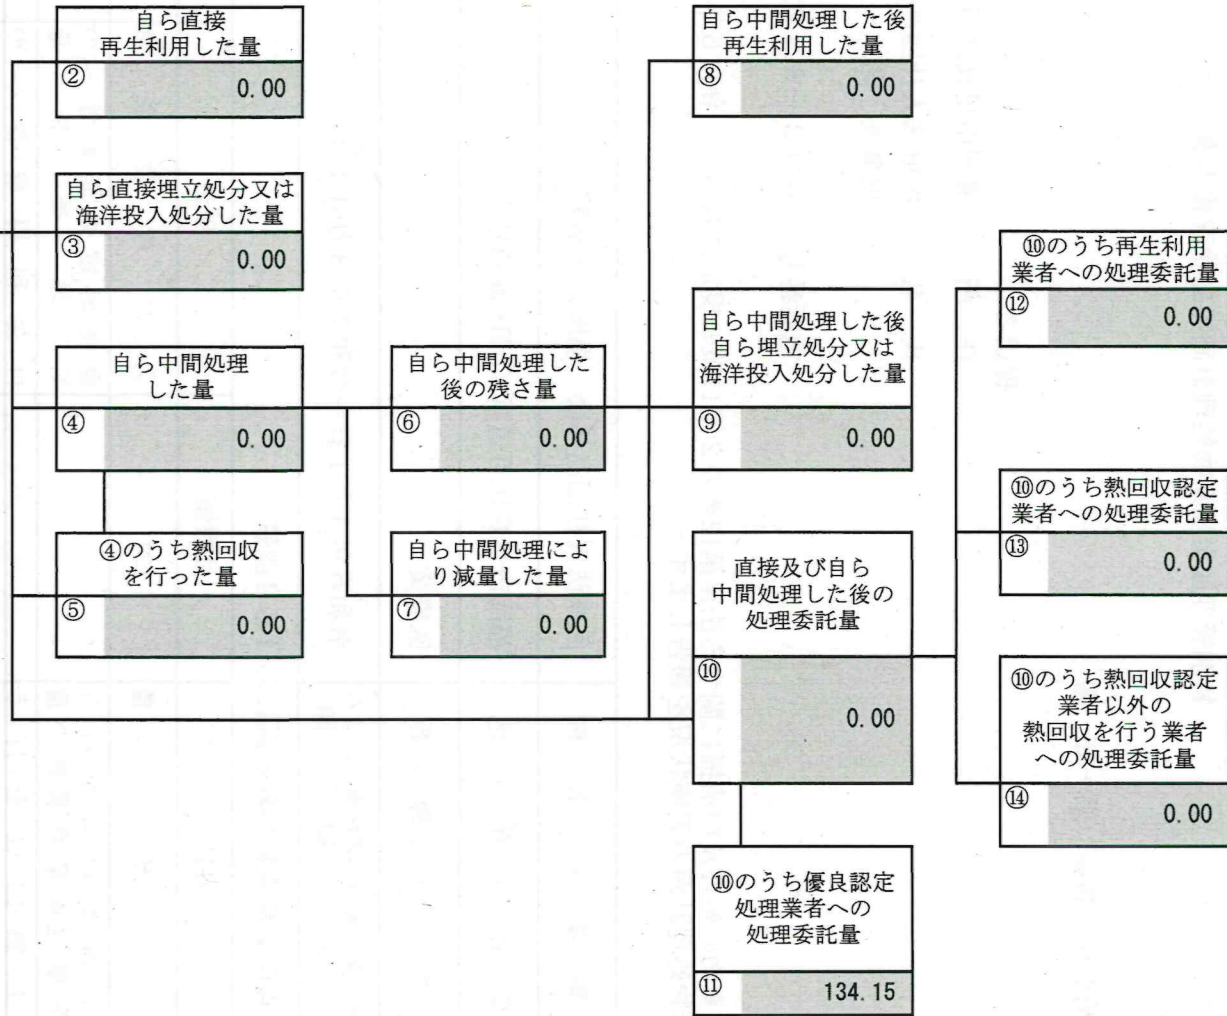 自ら直接
再生利用した量
②
0.00
自ら直接埋立処分又は
海洋投入処分した量
③
0.00
自ら中間処理
した量
④
0.00
④のうち熱回収
を行った量
⑤
0.00
自ら中間処理した
後の残さ量
⑥
0.00
自ら中間処理によ
り減量した量
⑦
0.00
自ら中間処理した後
再生利用した量
⑧
0.00
自ら中間処理した後
自ら埋立処分又は
海洋投入処分した量
⑨
0.00
直接及び自ら
中間処理した後の
処理委託量
⑩
0.00
⑩のうち優良認定
処理業者への
処理委託量
⑪
134.15
⑩のうち再生利用
業者への処理委託量
⑫
0.00
⑩のうち熱回収認定
業者への処理委託量
⑬
0.00
⑩のうち熱回収認定
業者以外の
熱回収を行う業者
への処理委託量
⑭
0.00